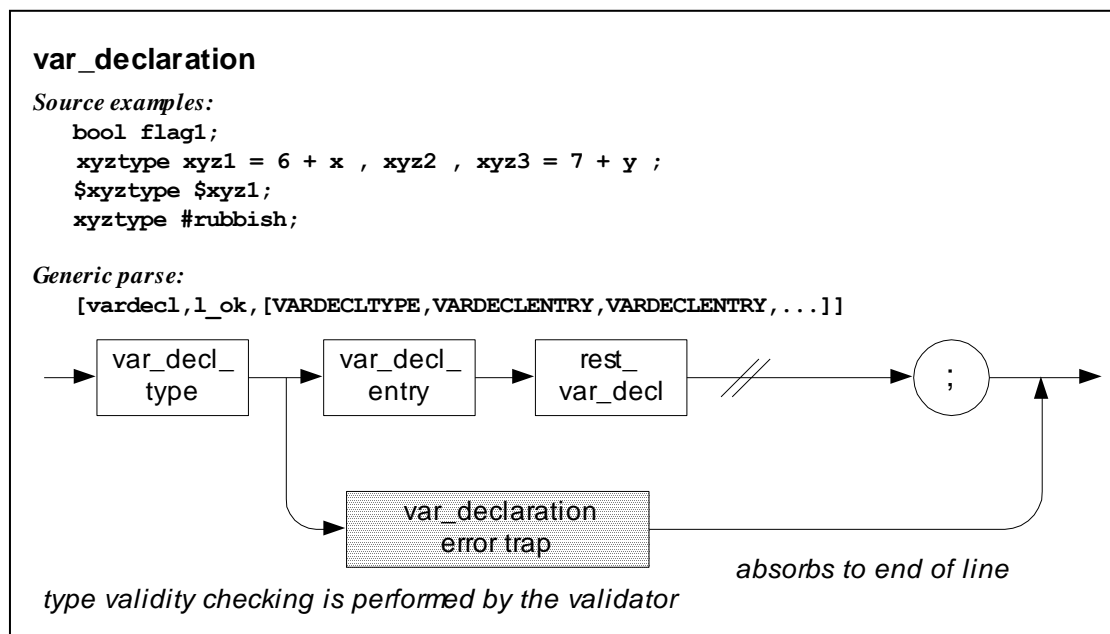 var_declaration
Source examples:
bool flag1;
xyztype xyz1 = 6 + x , xyz2 , xyz3 = 7 + y ;
$xyztype $xyz1;
xyztype #rubbish;
Generic parse:
[vardecl,l_ok,[VARDECLTYPE,VARDECLENTRY,VARDECLENTRY,...]]
var_decl_
type
var_decl_
entry
rest_
var_decl
;
var_declaration
error trap
absorbs to end of line
type validity checking is performed by the validator